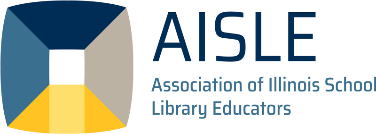 AISLE
Association of Illinois School
Library Educators